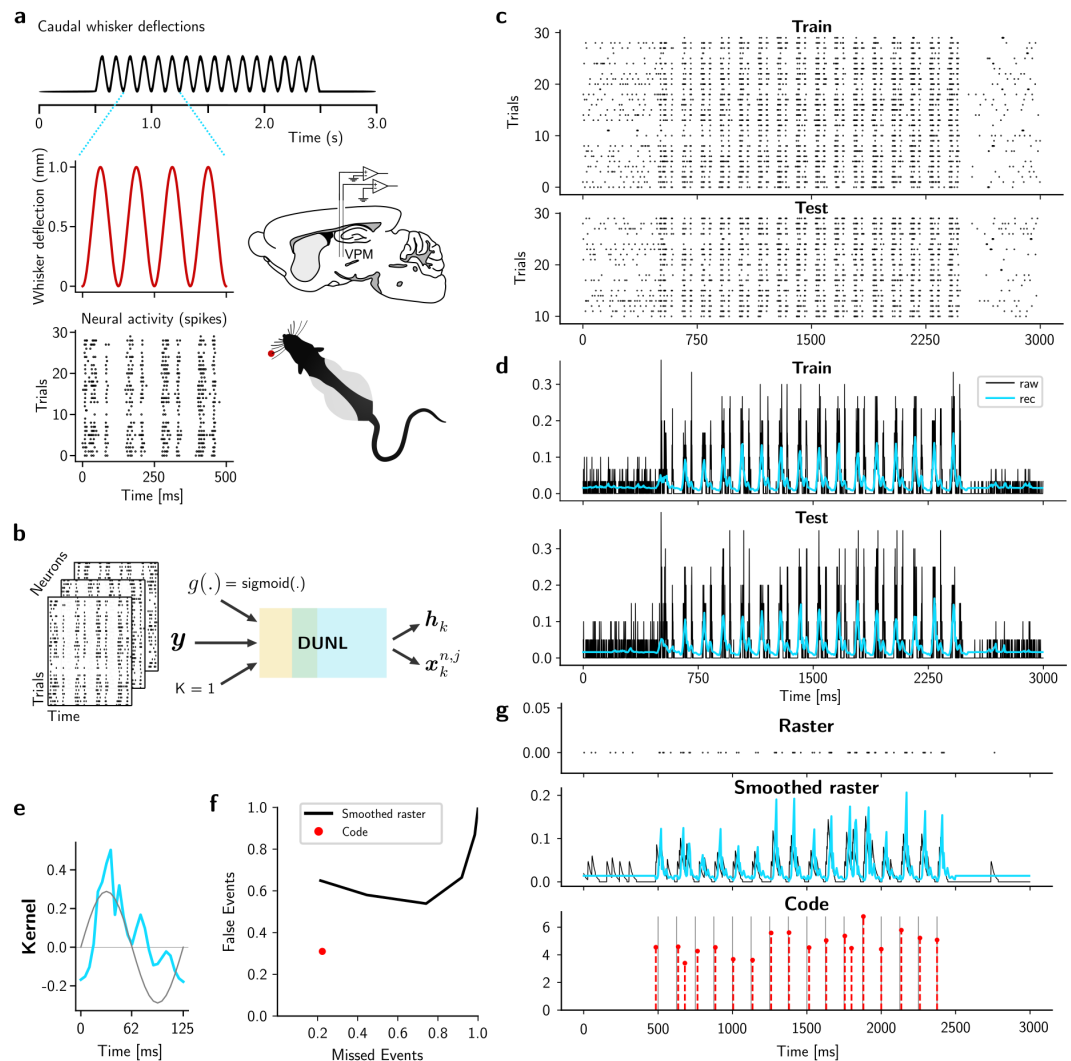 a
Caudal whisker deflections
0 1.0 2.0 3.0
Time (s)
Whisker deflection (mm)
1.0
0.5
0
0 250 500
VPM
Neural activity (spikes)
Trials
30
20
10
0
0 250 500
Time [ms]
b
Neurons
Trials
Time
y
g(.) = sigmoid(.)
K = 1
DUNL
h_k
x_k^{n,j}
c
Train
Trials
30
20
10
0
Test
Trials
30
20
10
0 750 1500 2250 3000
d
Train
raw
rec
0.3
0.2
0.1
0.0
Test
0.3
0.2
0.1
0.0
0 750 1500 2250 3000
Time [ms]
e
Kernel
0.4
0.2
0.0
-0.2
0 62 125
Time [ms]
f
Smoothed raster
Code
False Events
1.0
0.8
0.6
0.4
0.2
0.0
0.2 0.4 0.6 0.8 1.0
Missed Events
g
Raster
0.05
0.00
Smoothed raster
0.2
0.1
0.0
Code
6
4
2
0
0 500 1000 1500 2000 2500 3000
Time [ms]